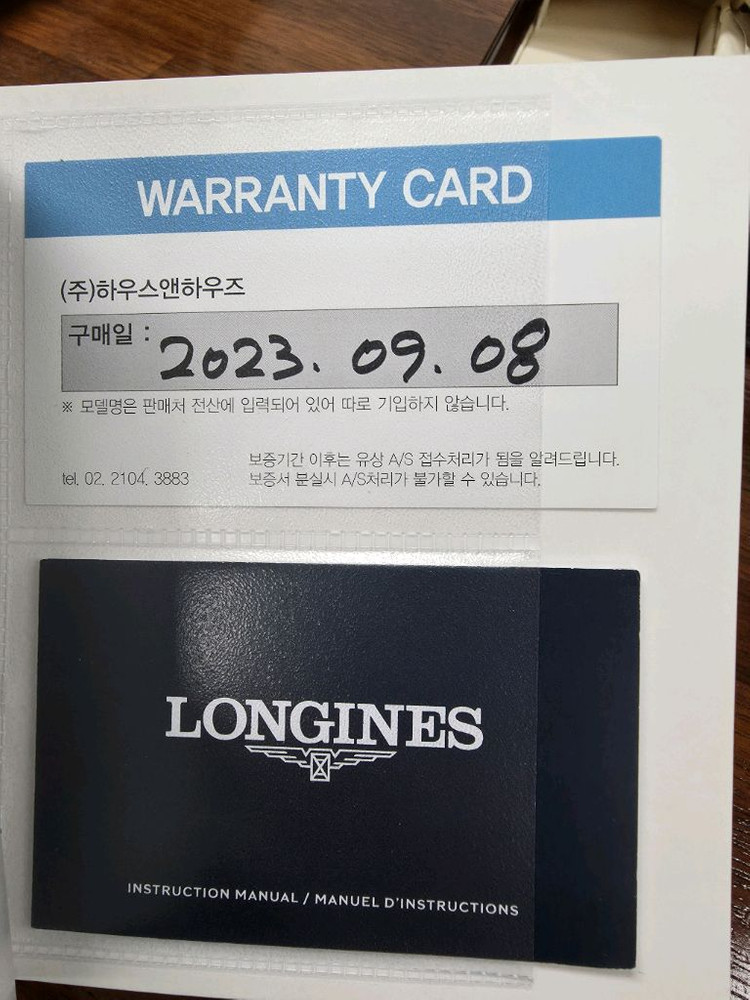 WARRANTY CARD
(주)하우스앤하우즈
구매일 : 2023. 09. 08
※ 모델명은 판매처 전산에 입력되어 있어 따로 기입하지 않습니다.
보증기간 이후는 유상 A/S 접수처리가 됨을 알려드립니다.
tel. 02. 2104. 3883 보증서 분실시 A/S처리가 불가할 수 있습니다.
LONGINES
INSTRUCTION MANUAL / MANUEL D'INSTRUCTIONS